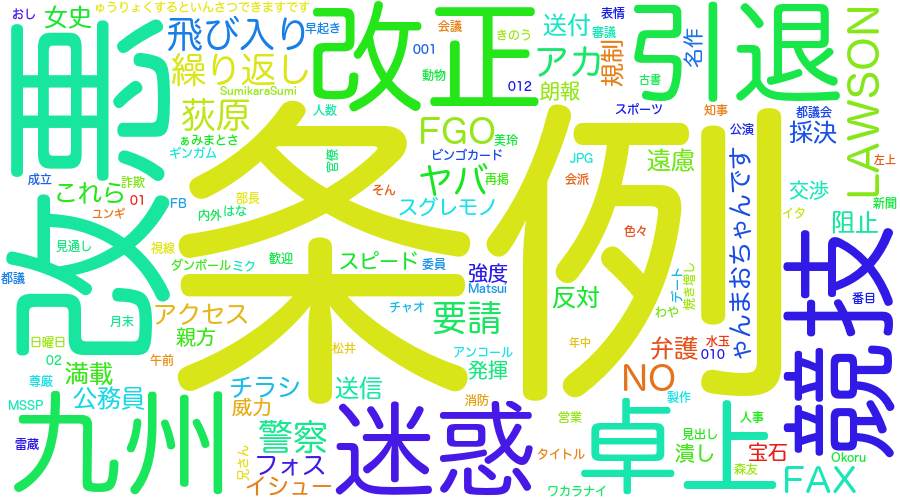 おし
女史
ゅうりょくするといんさつできますです
早起き
会議
きのう
送付
表情
審議
名作
LAWSON
悪
飛び入り
改正
引退
001
アカ
規制
古書
繰り返し
SumikaraSumi
動物
012
朗報
スポーツ
知事
都議会
荻原
人数
FGO
美玲
公演
採決
ぁみまとさ
ギンガム
官僚
ビンゴカード
JPG
遠慮
左上
成立
これら
詐欺
ヤバ
再掲
会派
ゃんまおちゃんです
交渉
01
FB
部長
そん
条例
新聞
ユンギ
内外
はな
スグレモノ
イタ
阻止
改
見通し
視線
歓迎
色々
都議
ダンボール
ミク
スピード
委員
強度
Matsui
デート
焼き増し
競技
番目
月末
アクセス
チャオ
要請
反対
わや
日曜日
親方
松井
アンコール
年中
弁護
水玉
02
午前
010
満載
尊厳
チラシ
送信
発揮
NO
公務員
威力
消防
製作
MSSP
九州
迷惑
卓上
営業
人事
雷蔵
警察
見出し
宝石
Okoru
兄さん
フォス
タイトル
潰し
森友
イシュー
ワカラナイ
FAX